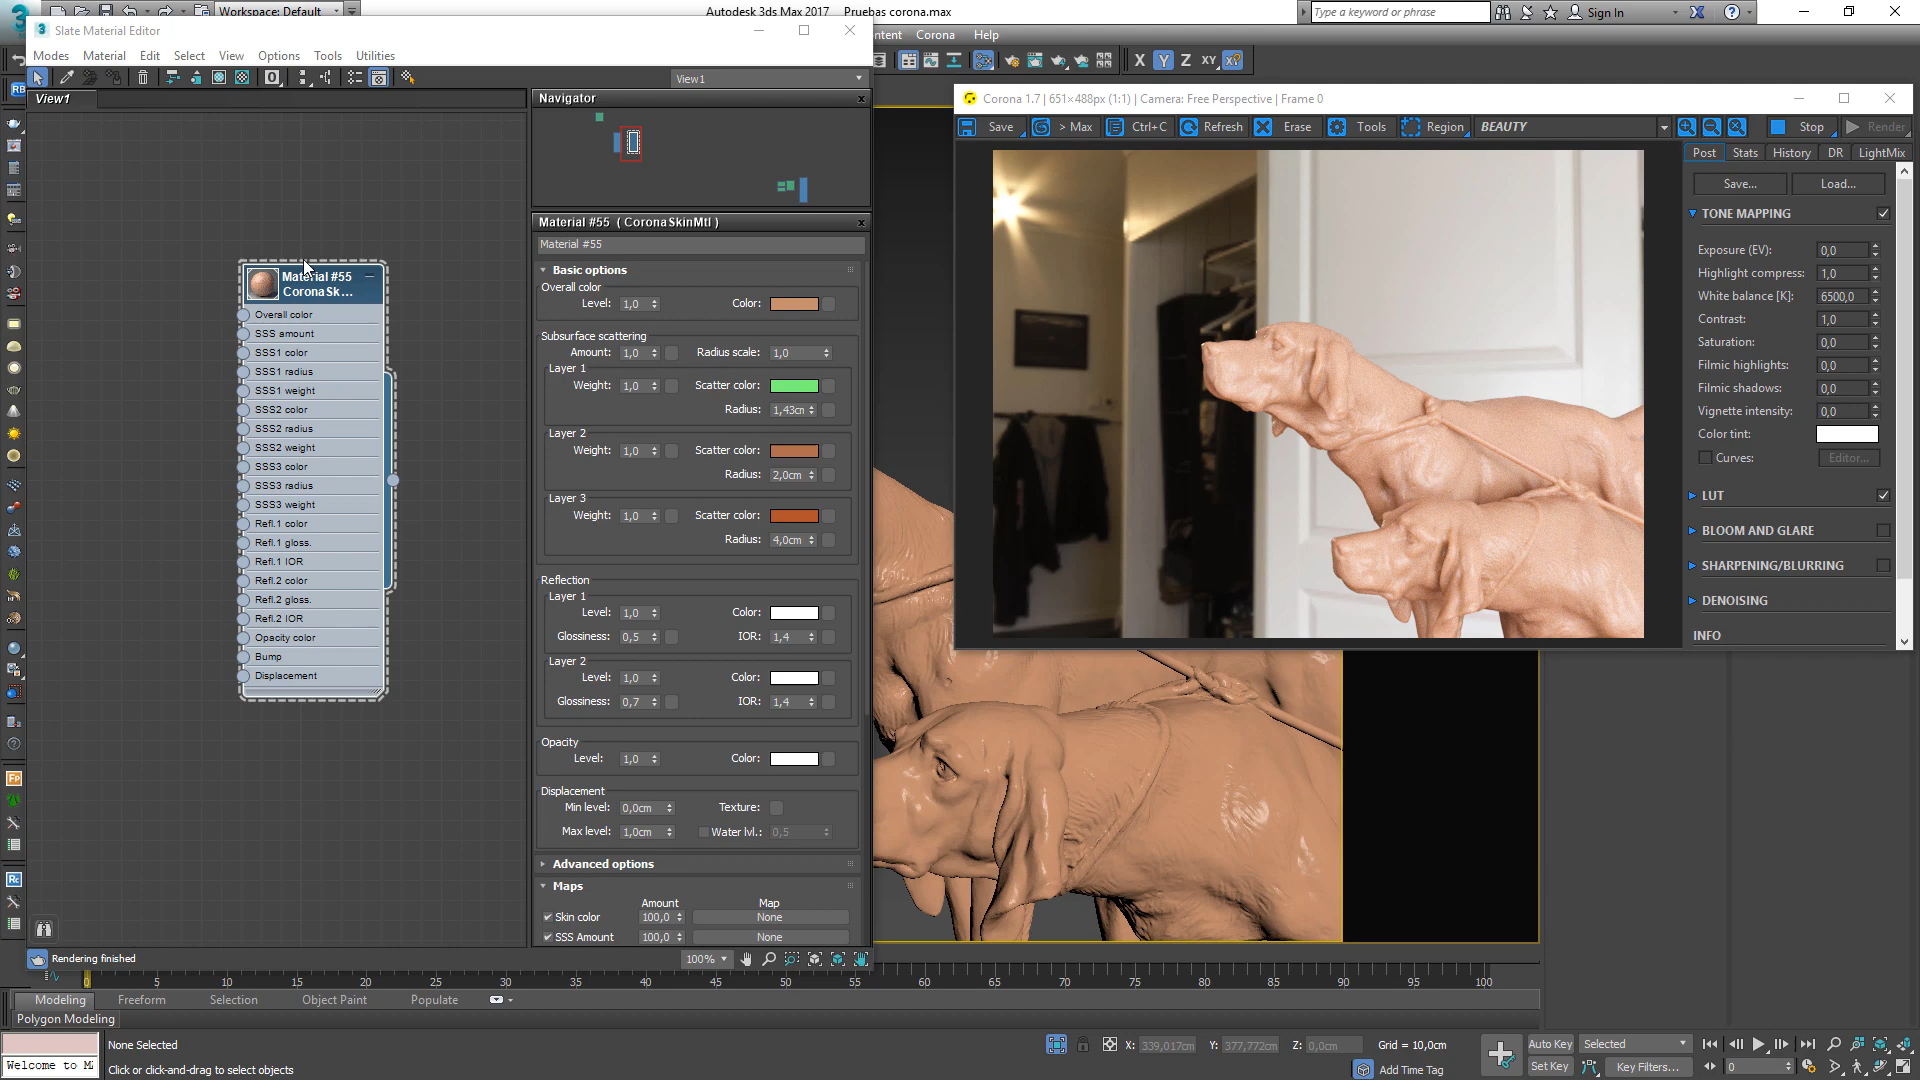 Workspace: Default
Autodesk 3ds Max 2017    Pruebas corona.max
Type a keyword or phrase
Sign In
Slate Material Editor
Corona Help
Modes Material Edit Select View Options Tools Utilities
X Y Z XY
View1
View1
Navigator
Corona 1.7 | 651×488px (1:1) | Camera: Free Perspective | Frame 0
Save > Max Ctrl+C Refresh Erase Tools Region BEAUTY Stop Render
Post Stats History DR LightMix
Save... Load...
TONE MAPPING
Exposure (EV): 0,0
Highlight compress: 1,0
White balance [K]: 6500,0
Contrast: 1,0
Saturation: 0,0
Filmic highlights: 0,0
Filmic shadows: 0,0
Vignette intensity: 0,0
Color tint:
Curves: Editor...
LUT
BLOOM AND GLARE
SHARPENING/BLURRING
DENOISING
INFO
Material #55
CoronaSk...
Overall color
SSS amount
SSS1 color
SSS1 radius
SSS1 weight
SSS2 color
SSS2 radius
SSS2 weight
SSS3 color
SSS3 radius
SSS3 weight
Refl.1 color
Refl.1 gloss.
Refl.1 IOR
Refl.2 color
Refl.2 gloss.
Refl.2 IOR
Opacity color
Bump
Displacement
Material #55 ( CoronaSkinMtl )
Material #55
Basic options
Overall color
Level: 1,0 Color:
Subsurface scattering
Amount: 1,0 Radius scale: 1,0
Layer 1
Weight: 1,0 Scatter color:
Radius: 1,43cm
Layer 2
Weight: 1,0 Scatter color:
Radius: 2,0cm
Layer 3
Weight: 1,0 Scatter color:
Radius: 4,0cm
Reflection
Layer 1
Level: 1,0 Color:
Glossiness: 0,5 IOR: 1,4
Layer 2
Level: 1,0 Color:
Glossiness: 0,7 IOR: 1,4
Opacity
Level: 1,0 Color:
Displacement
Min level: 0,0cm Texture:
Max level: 1,0cm Water lvl.: 0,5
Advanced options
Maps
Amount Map
Skin color 100,0 None
SSS Amount 100,0 None
Rendering finished
100%
0 5 10 15 20 25 30 35 40 45 50 55 60 65 70 75 80 85 90 95 100
Modeling Freeform Selection Object Paint Populate
Polygon Modeling
None Selected
X: 339,017cm Y: 377,772cm Z: 0,0cm Grid = 10,0cm
Auto Key Selected
Welcome to
Click or click-and-drag to select objects
Add Time Tag
Set Key Key Filters...
0